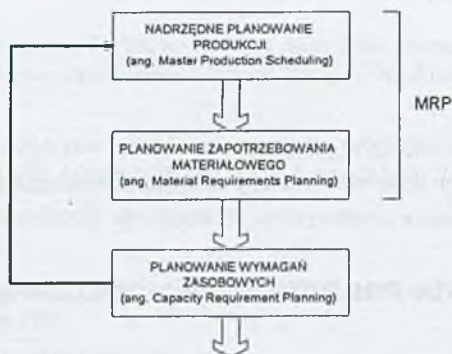 NADRZĘDNE PLANOWANIE
PRODUKCJI
(ang. Master Production Scheduling)
MRP
PLANOWANIE ZAPOTRZEBOWANIA
MATERIAŁOWEGO
(ang. Material Requirements Planning)
PLANOWANIE WYMAGAŃ
ZASOBOWYCH
(ang. Capacity Requirement Planning)